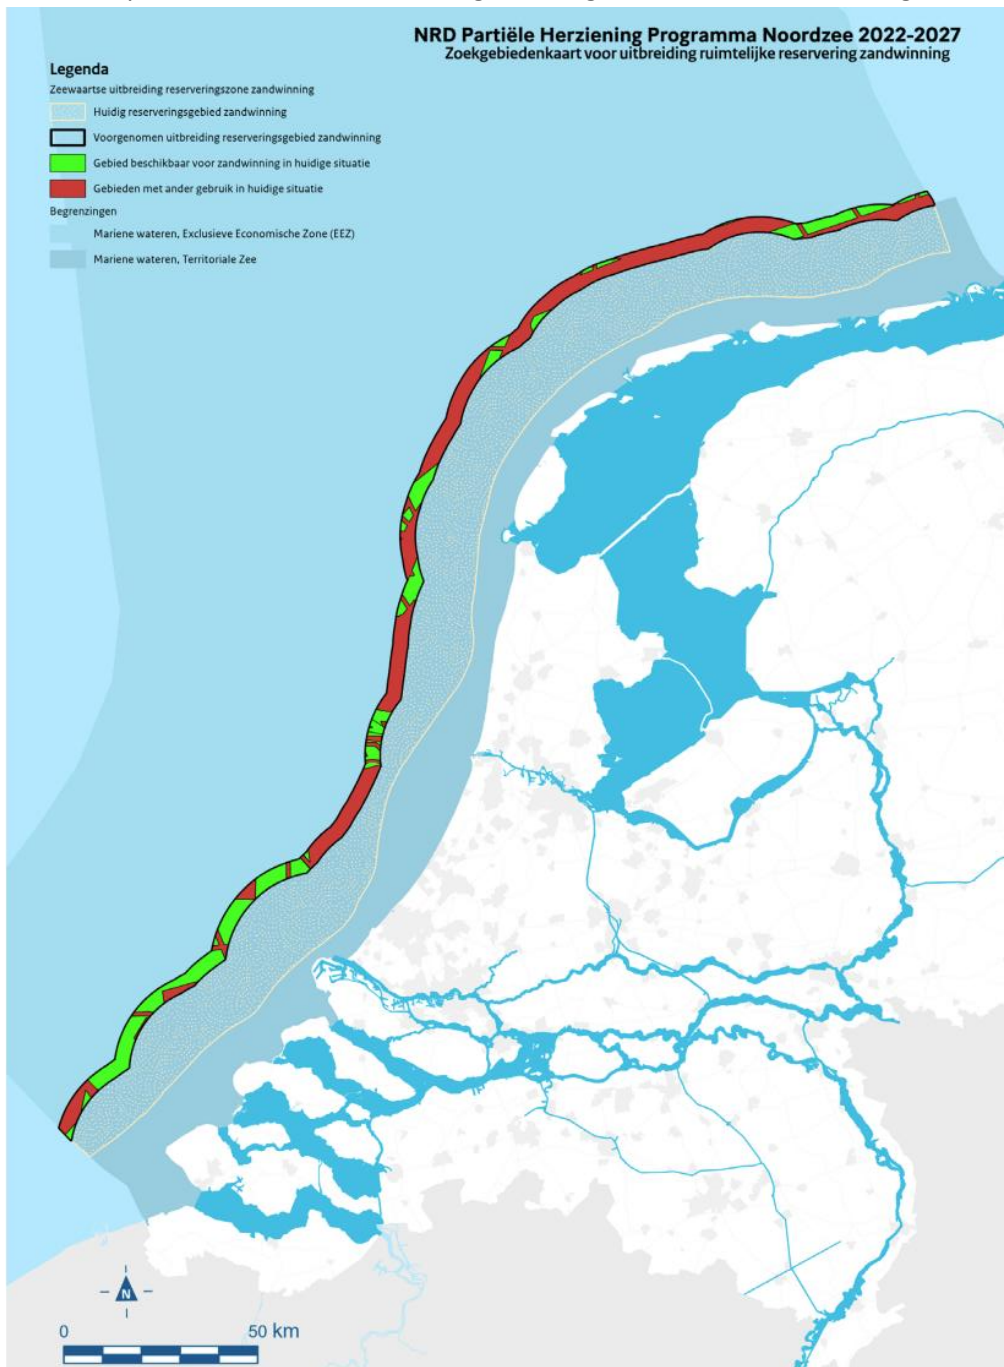 NRD Partiële Herziening Programma Noordzee 2022-2027
Zoekgebiedenkaart voor uitbreiding ruimtelijke reservering zandwinning
Legenda
Zeewaartse uitbreiding reserveringszone zandwinning
Huidig reserveringsgebied zandwinning
Voorgenomen uitbreiding reserveringsgebied zandwinning
Gebied beschikbaar voor zandwinning in huidige situatie
Gebieden met ander gebruik in huidige situatie
Begrenzingen
Mariene wateren, Exclusieve Economische Zone (EEZ)
Mariene wateren, Territoriale Zee
N
0 50 km